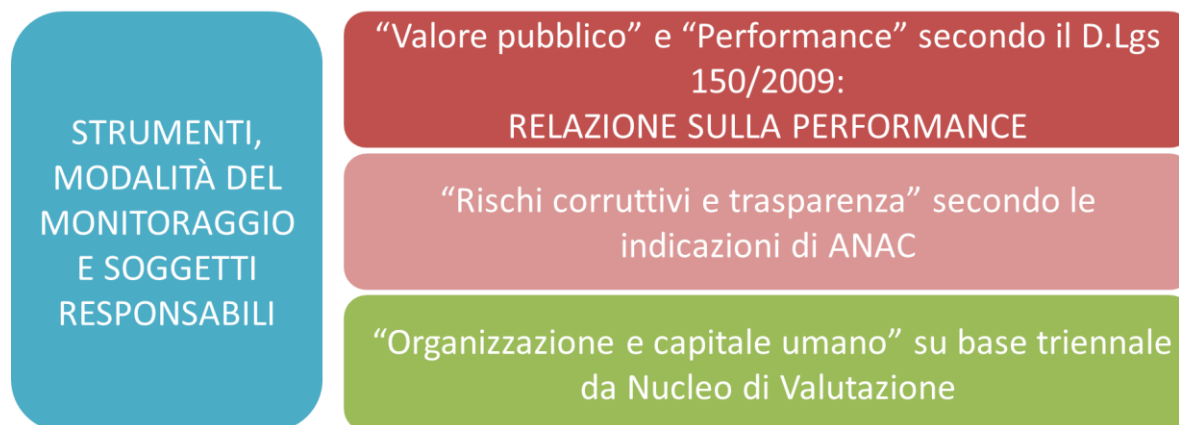 STRUMENTI,
MODALITÀ DEL
MONITORAGGIO
E SOGGETTI
RESPONSABILI
“Valore pubblico” e “Performance” secondo il D.Lgs
150/2009:
RELAZIONE SULLA PERFORMANCE
“Rischi corruttivi e trasparenza” secondo le
indicazioni di ANAC
“Organizzazione e capitale umano” su base triennale
da Nucleo di Valutazione